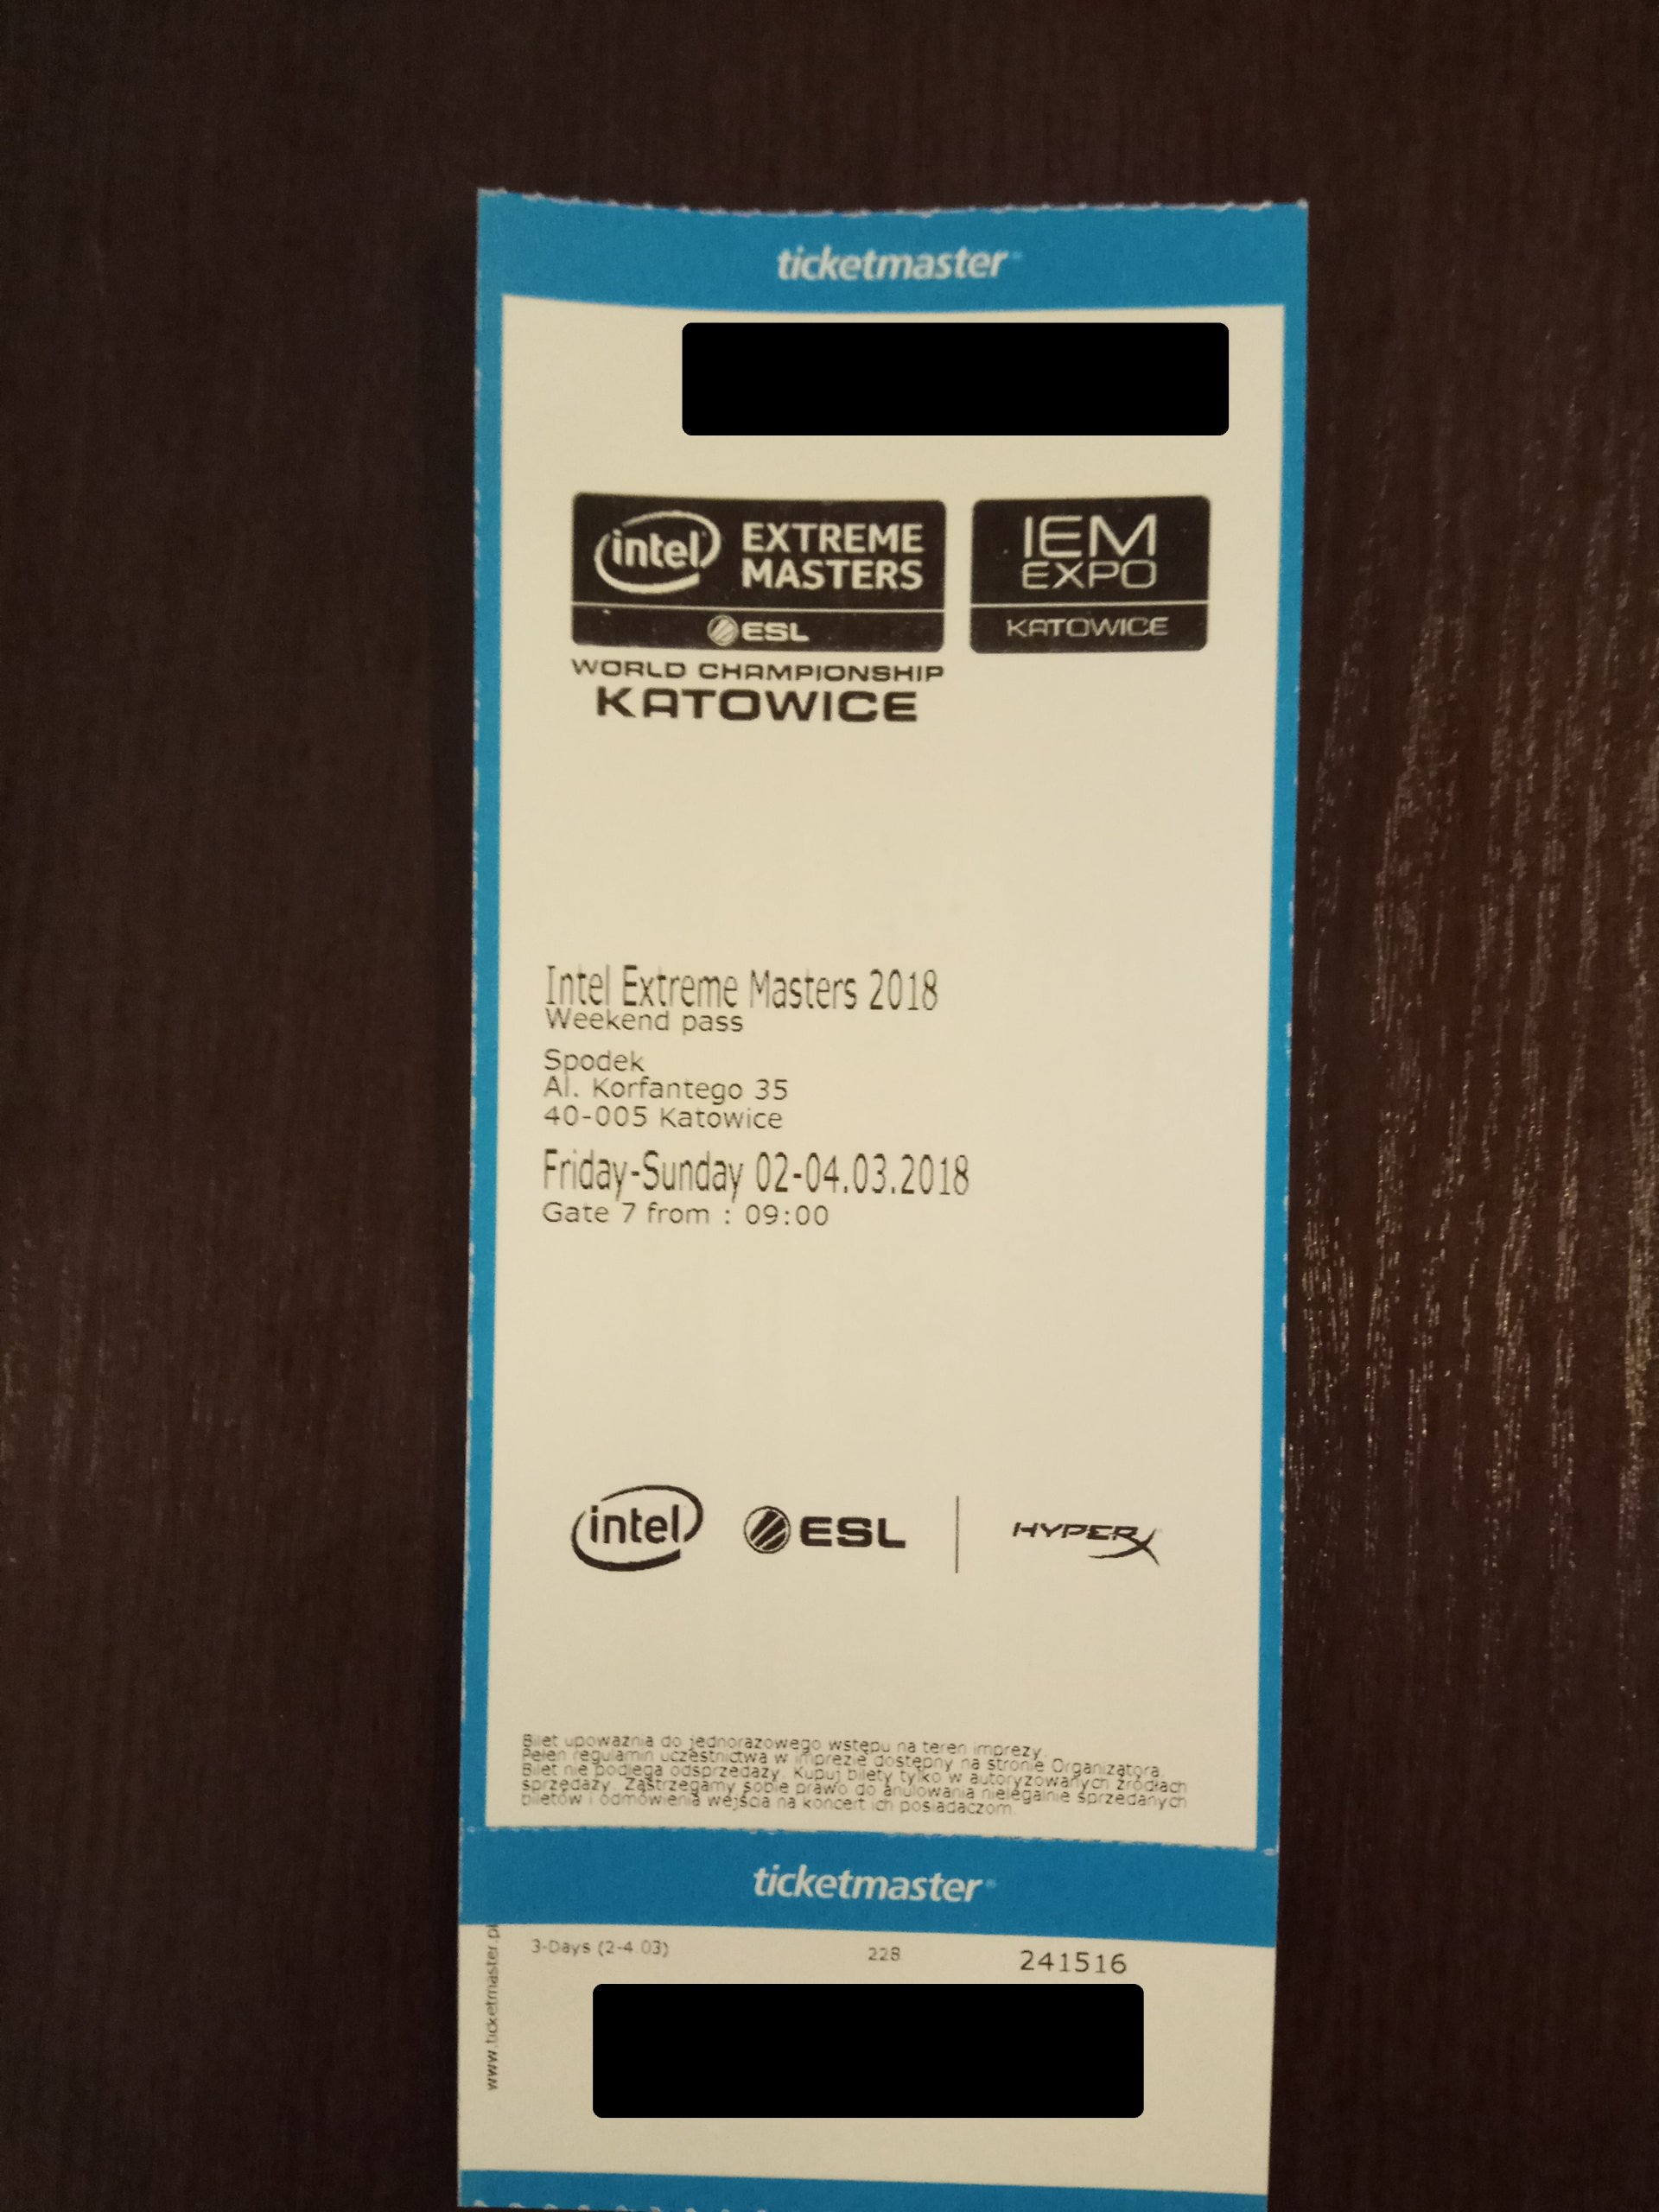 ticketmaster®
intel EXTREME MASTERS
ESL
WORLD CHAMPIONSHIP
KATOWICE
IEM
EXPO
KATOWICE
Intel Extreme Masters 2018
Weekend pass
Spodek
Al. Korfantego 35
40-005 Katowice
Friday-Sunday 02-04.03.2018
Gate 7 from : 09:00
intel ESL HYPERX
Bilet upoważnia do jednorazowego wstępu na teren imprezy.
Pełen regulamin uczestnictwa w imprezie dostępny na stronie Organizatora.
Bilet nie podlega odsprzedaży. Kupuj bilety tylko w autoryzowanych źródłach
sprzedaży. Zastrzegamy sobie prawo do anulowania nielegalnie sprzedanych
biletów i odmówienia wejścia na koncert ich posiadaczom.
ticketmaster®
3-Days (2-4.03) 228 241516
www.ticketmaster.pl